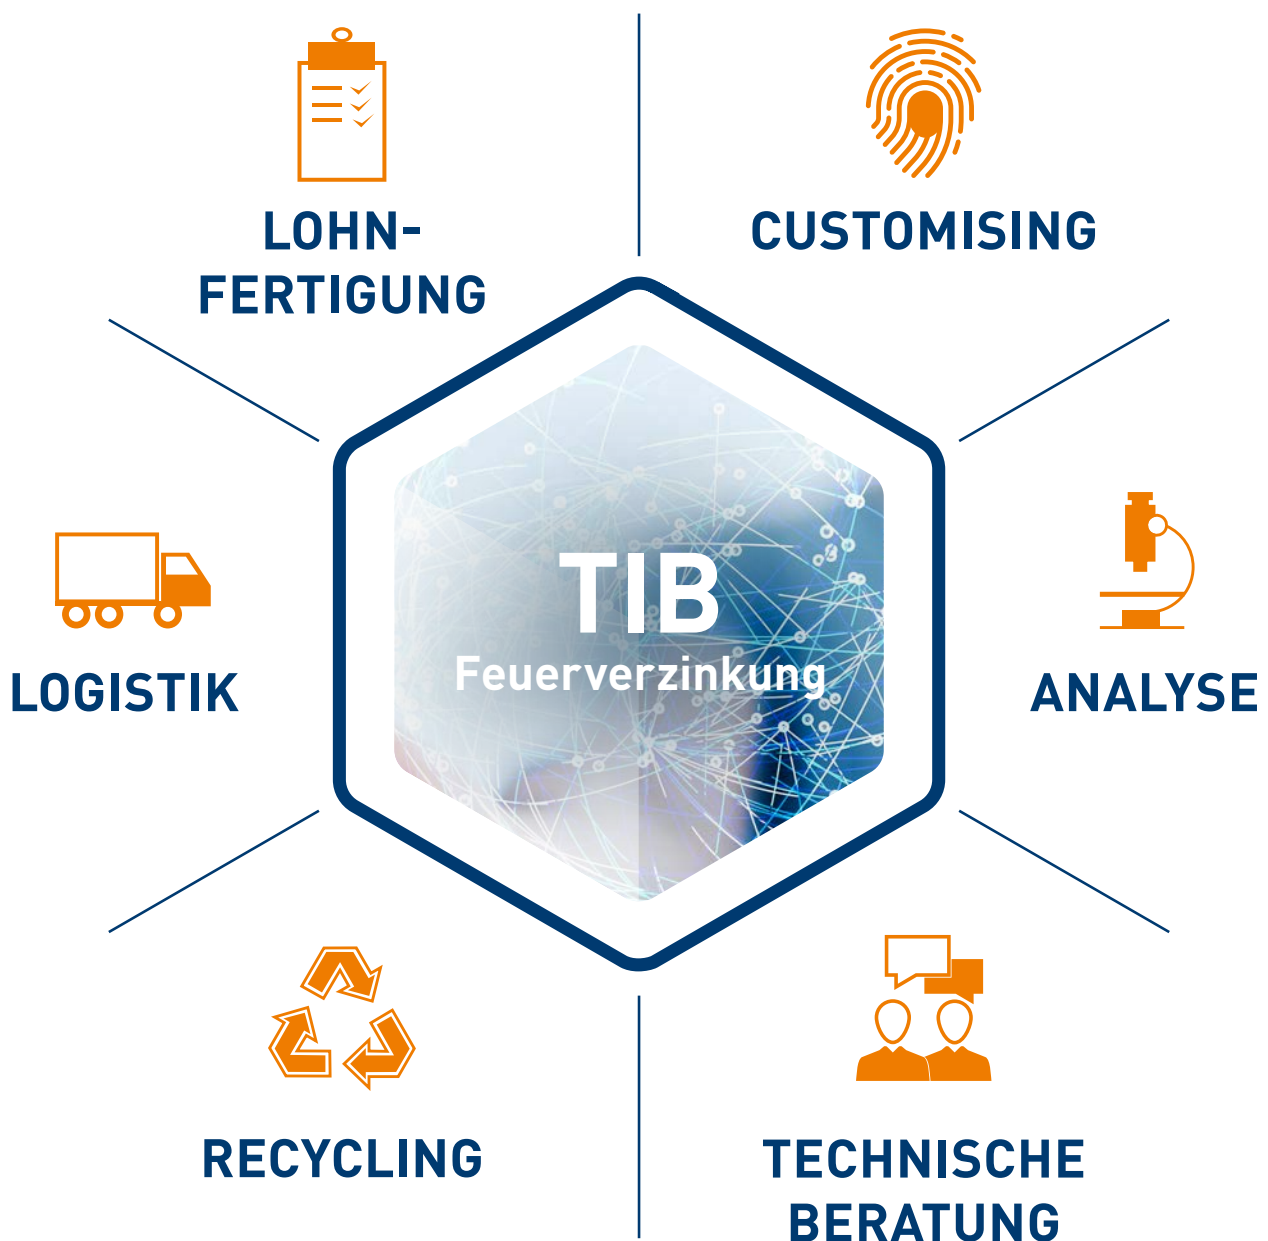 LOHN-
FERTIGUNG
CUSTOMISING
TIB
Feuerverzinkung
LOGISTIK
ANALYSE
RECYCLING
TECHNISCHE
BERATUNG